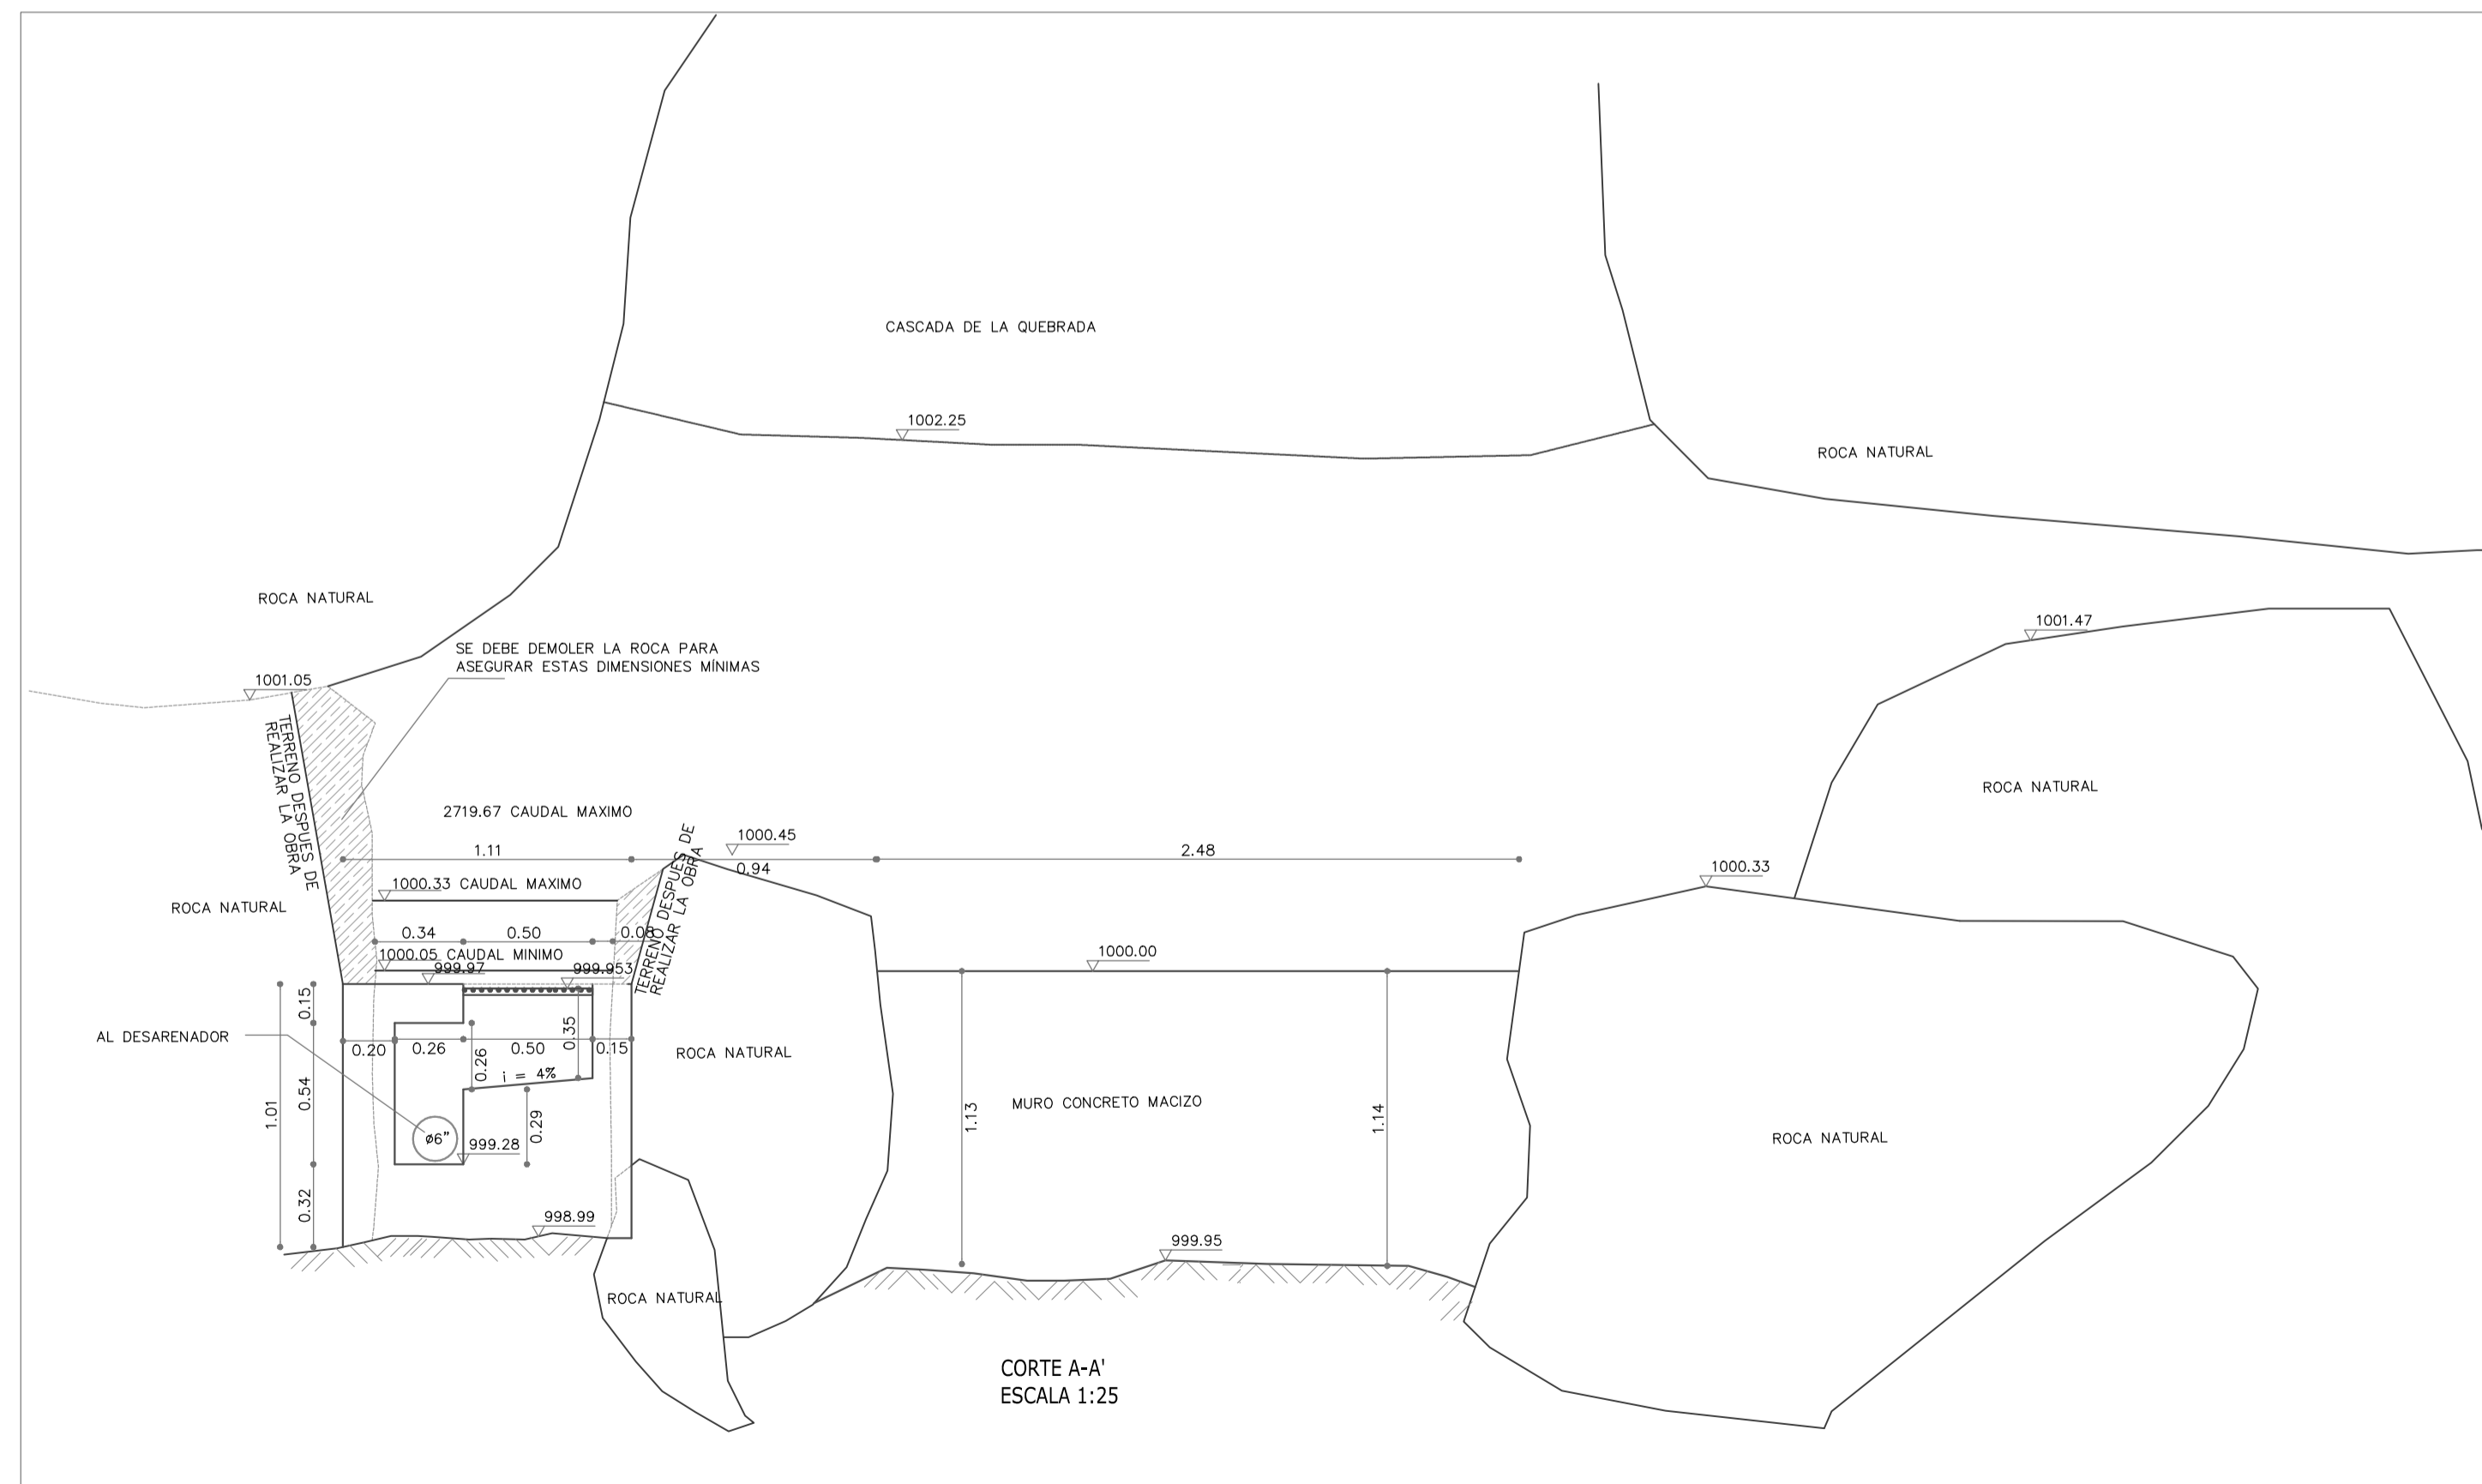 CASCADA DE LA QUEBRADA
1002.25
ROCA NATURAL
ROCA NATURAL
1001.47
SE DEBE DEMOLER LA ROCA PARA
ASEGURAR ESTAS DIMENSIONES MÍNIMAS
1001.05
TERRENO DESPUES DE
REALIZAR LA OBRA
ROCA NATURAL
2719.67 CAUDAL MAXIMO
1000.45
1.11
0.94
2.48
1000.33
1000.33 CAUDAL MAXIMO
TERRENO DESPUES DE
REALIZAR LA OBRA
ROCA NATURAL
0.34
0.50
0.08
1000.05 CAUDAL MINIMO
1000.00
999.97
999.953
0.15
AL DESARENADOR
0.20
0.26
0.50
0.35
0.15
ROCA NATURAL
0.26
i = 4%
0.54
1.01
MURO CONCRETO MACIZO
1.13
1.14
0.29
ø6"
999.28
ROCA NATURAL
0.32
998.99
999.95
ROCA NATURAL
CORTE A-A'
ESCALA 1:25